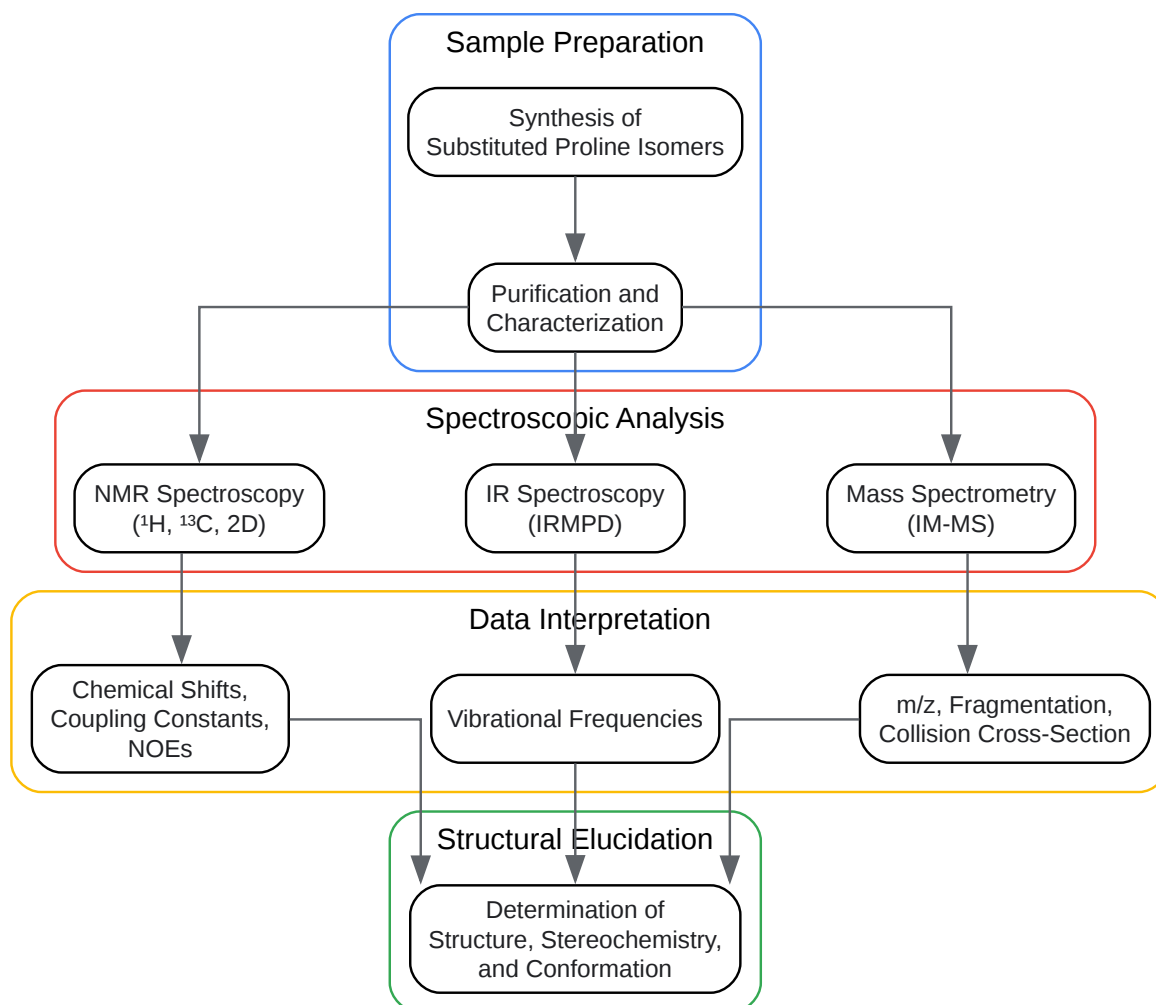 Sample Preparation
Synthesis of
Substituted Proline Isomers
Purification and
Characterization
Spectroscopic Analysis
NMR Spectroscopy
(¹H, ¹³C, 2D)
IR Spectroscopy
(IRMPD)
Mass Spectrometry
(IM-MS)
Data Interpretation
Chemical Shifts,
Coupling Constants,
NOEs
Vibrational Frequencies
m/z, Fragmentation,
Collision Cross-Section
Structural Elucidation
Determination of
Structure, Stereochemistry,
and Conformation